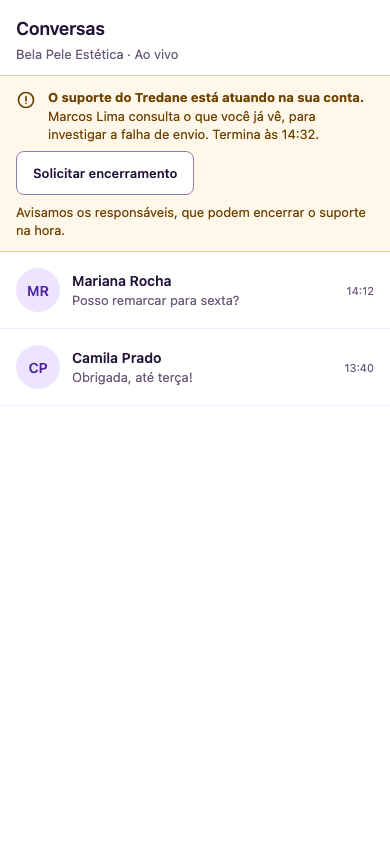 Conversas
Bela Pele Estética · Ao vivo
O suporte do Tredane está atuando na sua conta.
Marcos Lima consulta o que você já vê, para
investigar a falha de envio. Termina às 14:32.
Solicitar encerramento
Avisamos os responsáveis, que podem encerrar o suporte
na hora.
MR
Mariana Rocha
14:12
Posso remarcar para sexta?
CP
Camila Prado
13:40
Obrigada, até terça!